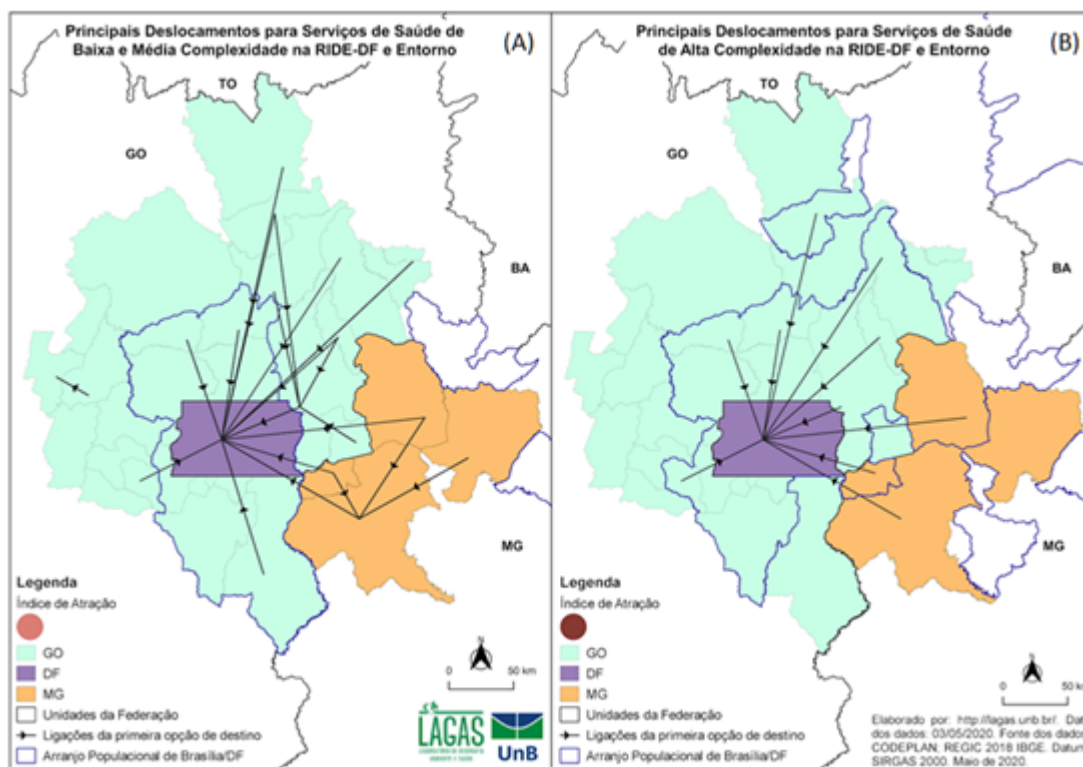 Principais Deslocamentos para Serviços de Saúde de
Baixa e Média Complexidade na RIDE-DF e Entorno
(A)
TO
GO
BA
MG
Legenda
Índice de Atração
GO
DF
MG
Unidades da Federação
Ligações da primeira opção de destino
Arranjo Populacional de Brasília/DF
N
0 50 km
LAGAS
UnB
Principais Deslocamentos para Serviços de Saúde
de Alta Complexidade na RIDE-DF e Entorno
(B)
TO
GO
BA
MG
Legenda
Índice de Atração
GO
DF
MG
Unidades da Federação
Ligações da primeira opção de destino
Arranjo Populacional de Brasília/DF
N
0 50 km
Elaborado por: http://lagas.unb.br/. Dat
dos dados: 03/05/2020. Fonte dos dados
CODEPLAN; REGIC 2018 IBGE. Datum
SIRGAS 2000. Maio de 2020.